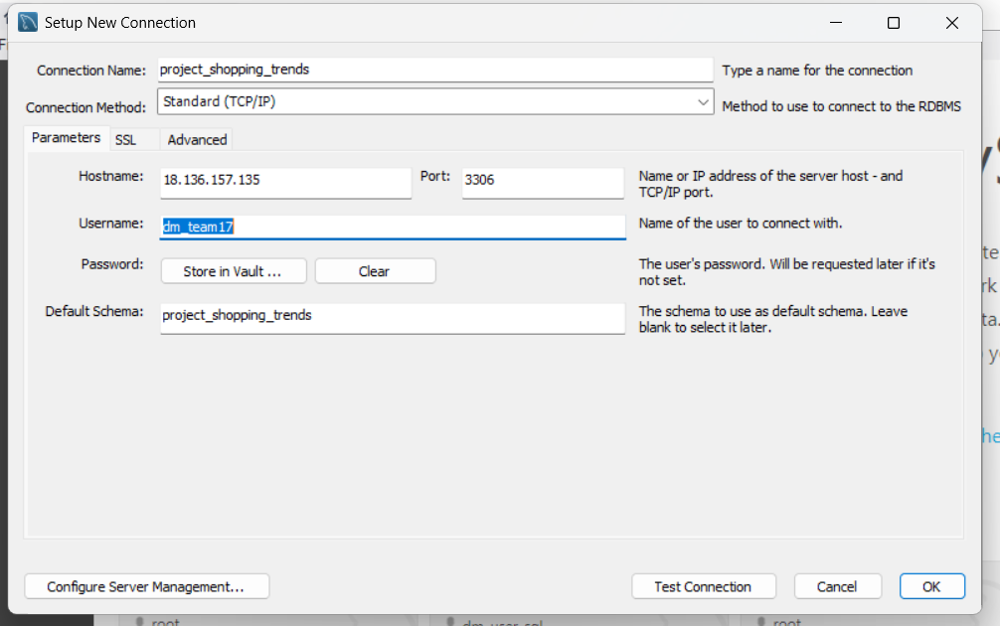 Setup New Connection
Connection Name: project_shopping_trends Type a name for the connection
Connection Method: Standard (TCP/IP) Method to use to connect to the RDBMS
Parameters SSL Advanced
Hostname: 18.136.157.135 Port: 3306 Name or IP address of the server host - and
TCP/IP port.
Username: dm_team17 Name of the user to connect with.
Password: Store in Vault ... Clear The user's password. Will be requested later if it's
not set.
Default Schema: project_shopping_trends The schema to use as default schema. Leave
blank to select it later.
Configure Server Management... Test Connection Cancel OK
root dm_user_sql root